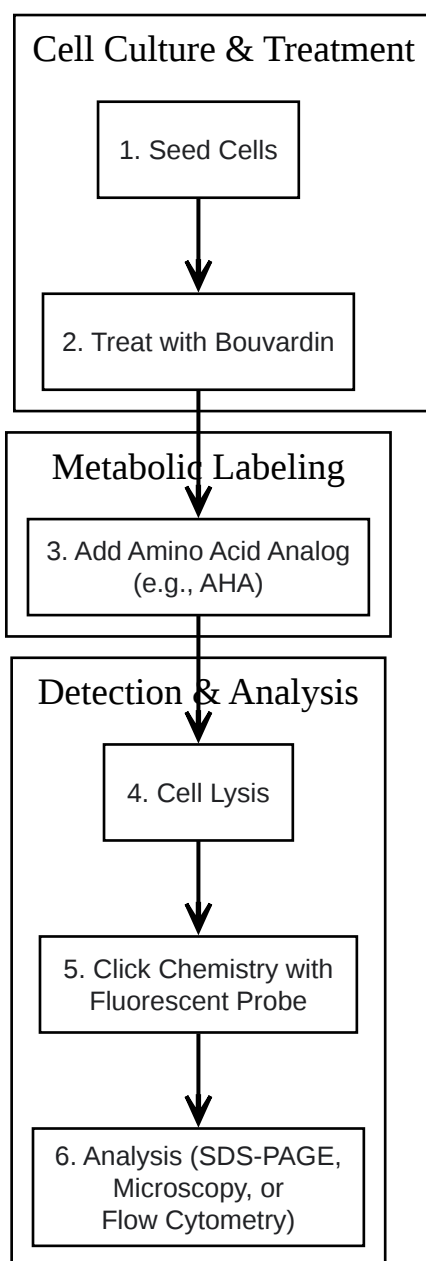 Cell Culture & Treatment
1. Seed Cells
2. Treat with Bouvardin
Metabolic Labeling
3. Add Amino Acid Analog
(e.g., AHA)
Detection & Analysis
4. Cell Lysis
5. Click Chemistry with
Fluorescent Probe
6. Analysis (SDS-PAGE,
Microscopy, or
Flow Cytometry)